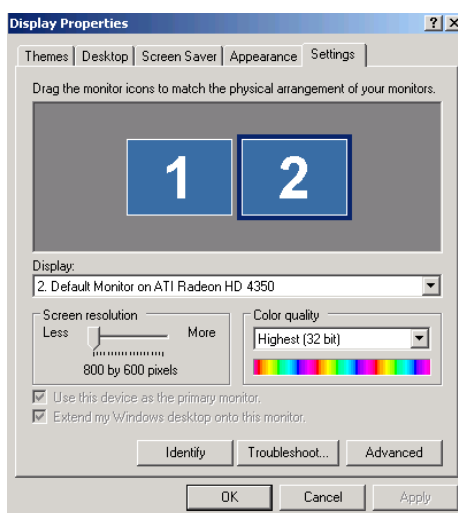 Display Properties
Themes Desktop Screen Saver Appearance Settings
Drag the monitor icons to match the physical arrangement of your monitors.
1 2
Display:
2. Default Monitor on ATI Radeon HD 4350
Screen resolution
Less More
800 by 600 pixels
Color quality
Highest (32 bit)
Use this device as the primary monitor.
Extend my Windows desktop onto this monitor.
Identify Troubleshoot... Advanced
OK Cancel Apply